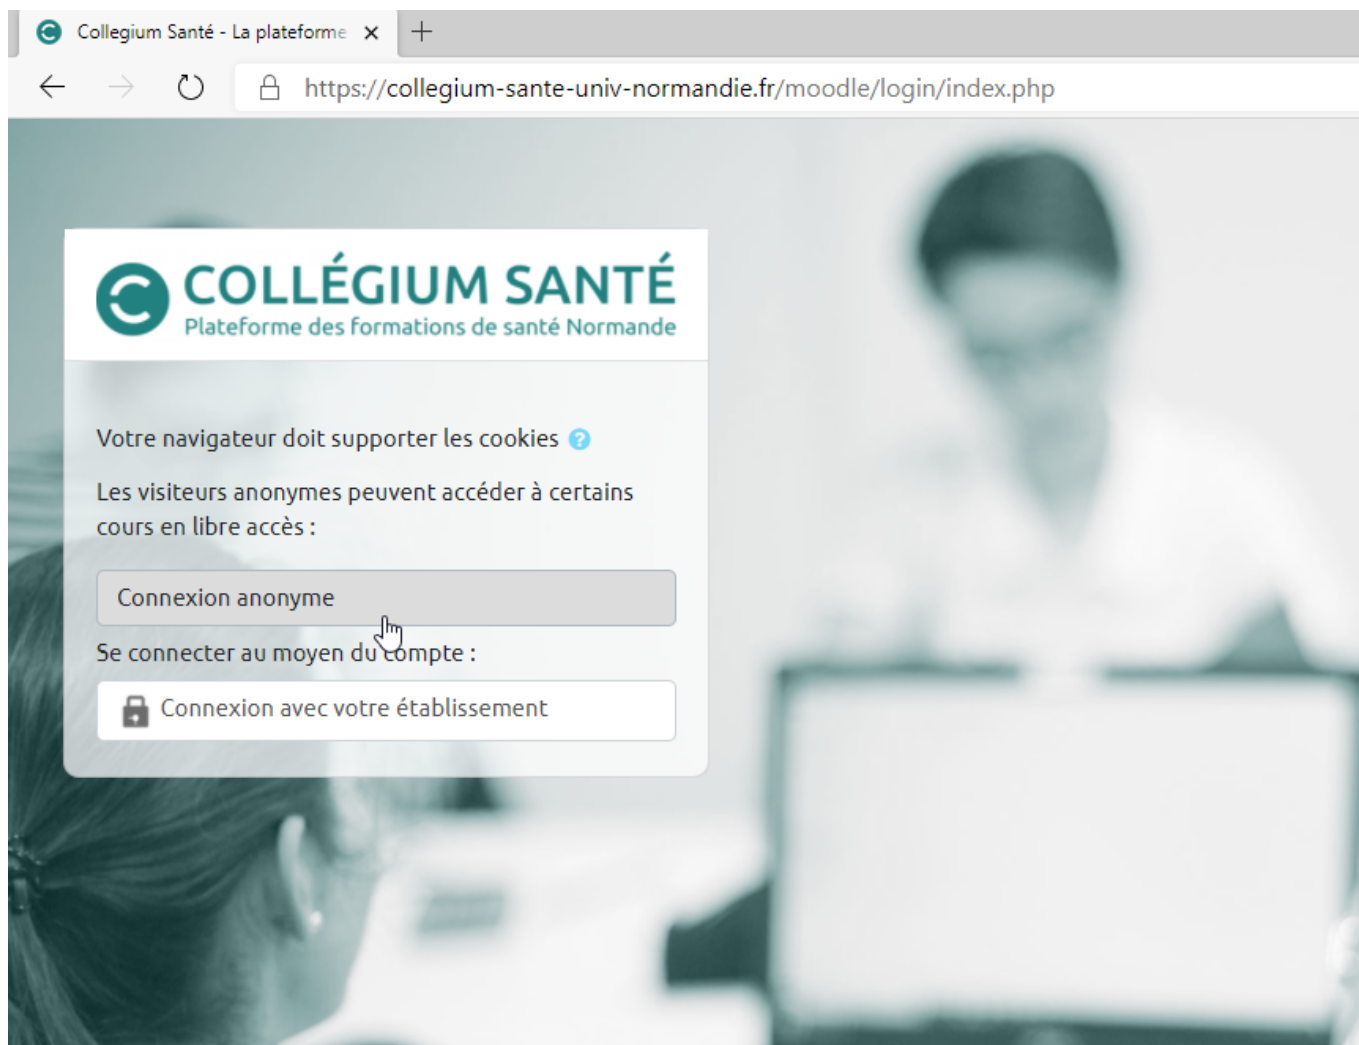 Collegium Santé - La plateforme
https://collegium-sante-univ-normandie.fr/moodle/login/index.php
COLLÉGIUM SANTÉ
Plateforme des formations de santé Normande
Votre navigateur doit supporter les cookies ?
Les visiteurs anonymes peuvent accéder à certains
cours en libre accès :
Connexion anonyme
Se connecter au moyen du compte :
Connexion avec votre établissement